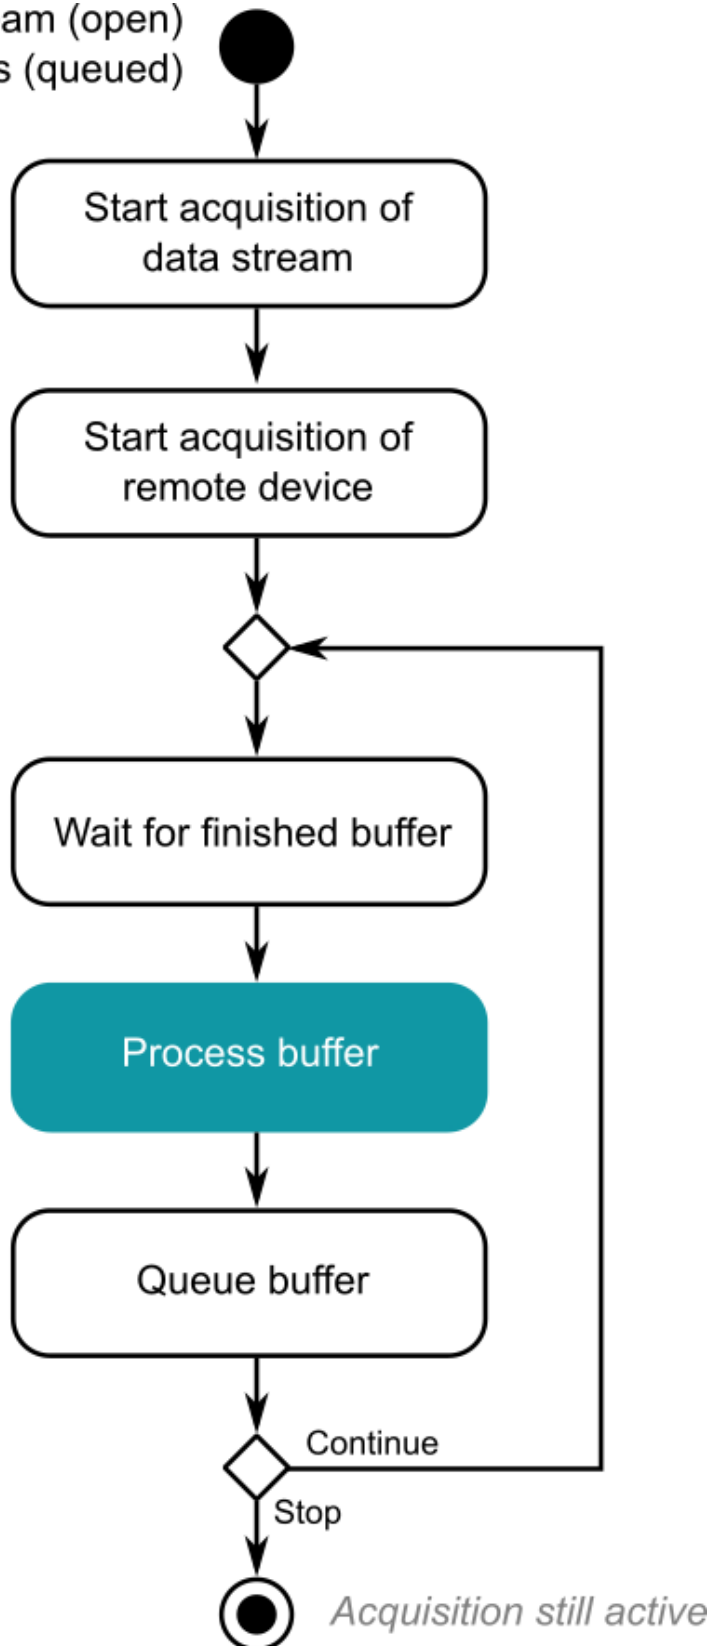 am (open)
s (queued)
Start acquisition of
data stream
Start acquisition of
remote device
Wait for finished buffer
Process buffer
Queue buffer
Continue
Stop
Acquisition still active